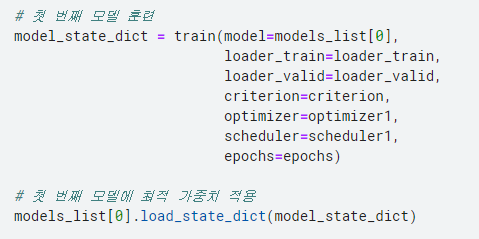 # 첫 번째 모델 훈련
model_state_dict = train(model=models_list[0],
                         loader_train=loader_train,
                         loader_valid=loader_valid,
                         criterion=criterion,
                         optimizer=optimizer1,
                         scheduler=scheduler1,
                         epochs=epochs)

# 첫 번째 모델에 최적 가중치 적용
models_list[0].load_state_dict(model_state_dict)